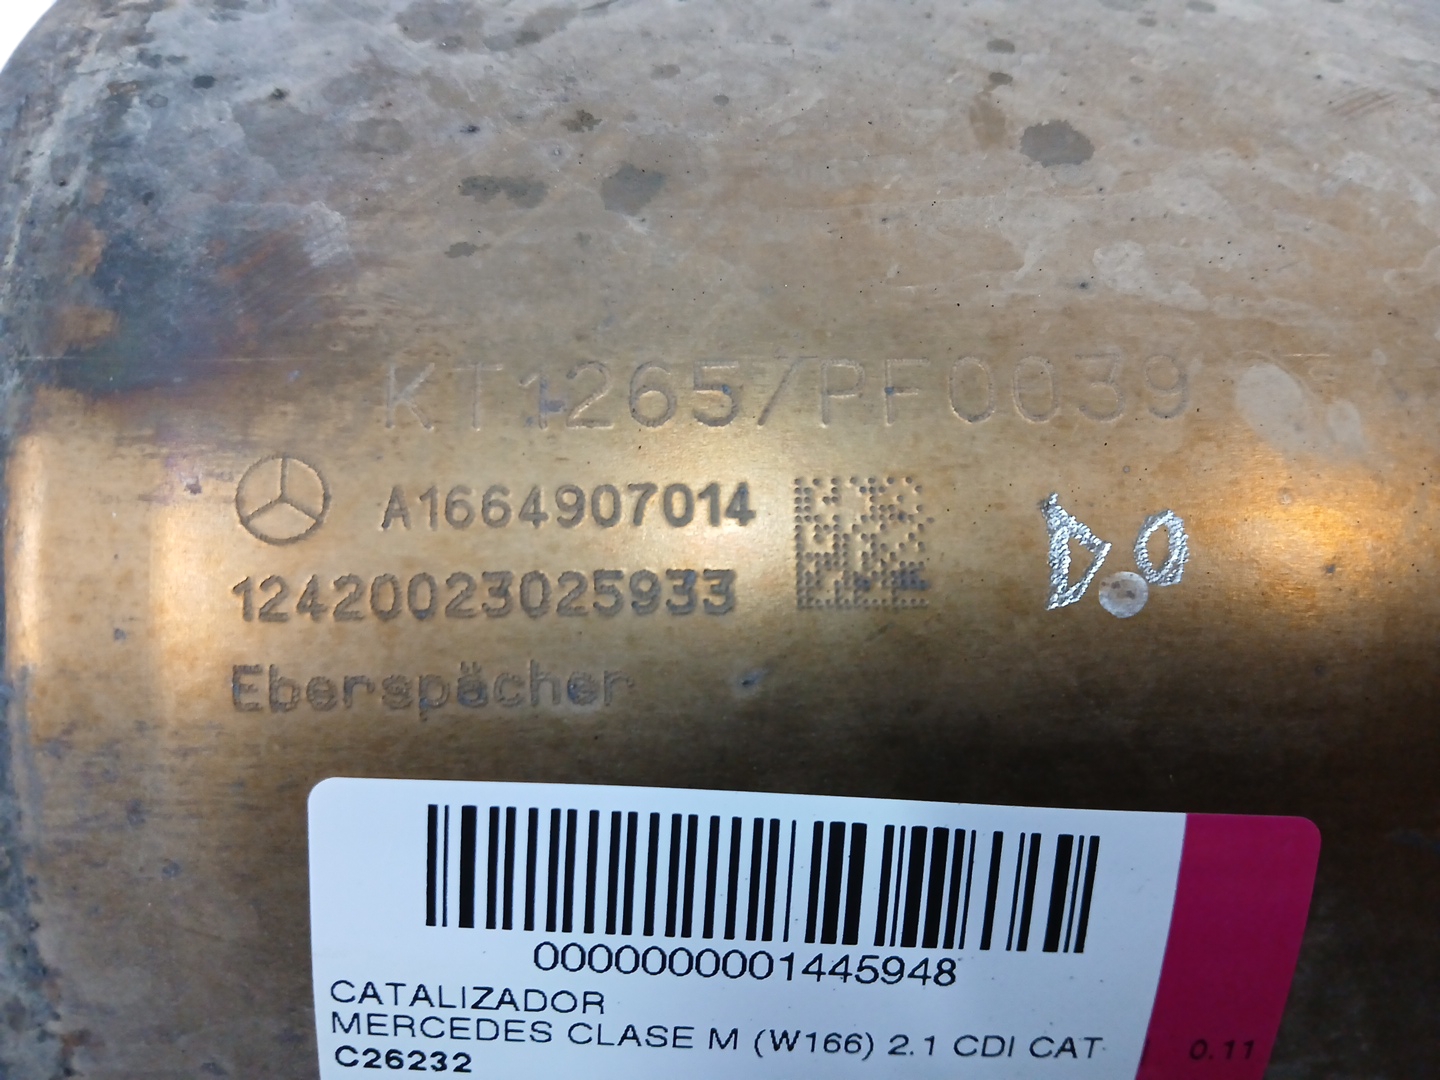 KT1265/PF0039
A1664907014
12420023025933
Eberspächer
D.O
0000000001445948
CATALIZADOR
MERCEDES CLASE M (W166) 2.1 CDI CAT
0.11
C26232